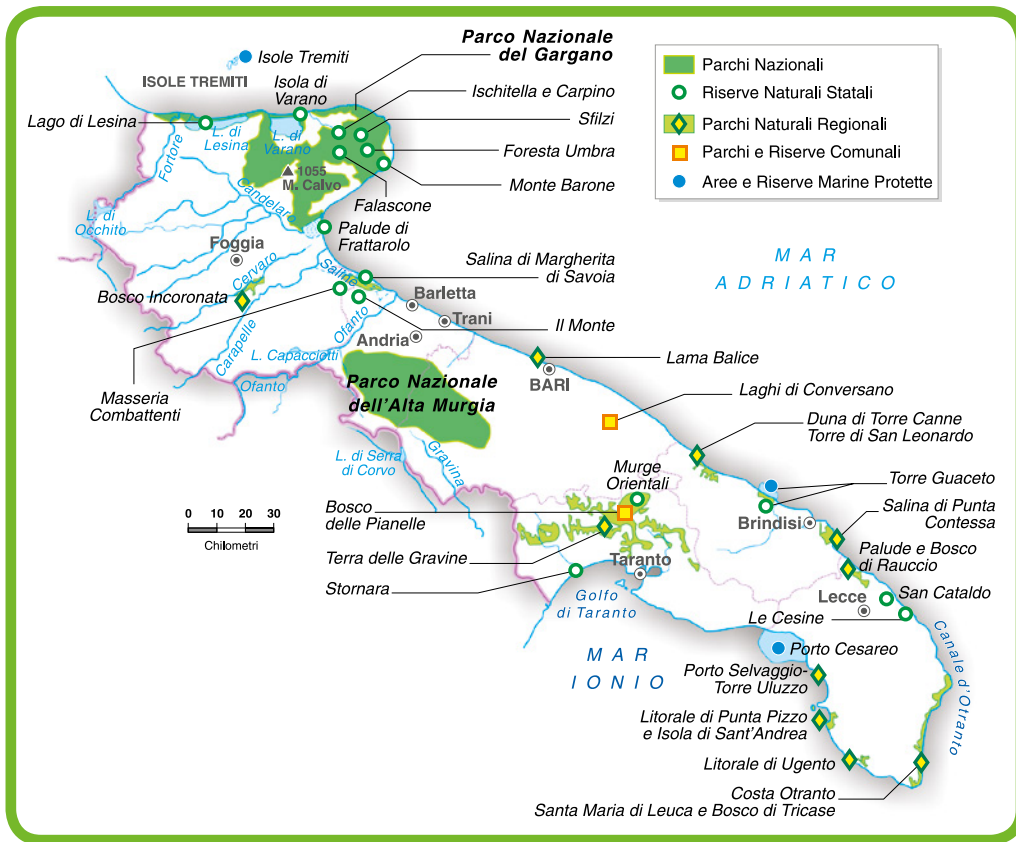 Parco Nazionale
del Gargano
Isole Tremiti
ISOLE TREMITI
Isola di
Varano
Ischitella e Carpino
Sfilzi
Lago di Lesina
L. di
Lesina
L. di
Varano
Foresta Umbra
Fortore
1055
M. Calvo
Monte Barone
Falascone
Candelaro
L. di
Occhito
Palude di
Frattarolo
Foggia
Cervaro
Saline
Salina di Margherita
di Savoia
Bosco Incoronata
Barletta
Trani
Il Monte
Andria
Ofanto
Carapelle
L. Capacciotti
Ofanto
Masseria
Combattenti
Parco Nazionale
dell'Alta Murgia
BARI
Lama Balice
Laghi di Conversano
Duna di Torre Canne
Torre di San Leonardo
L. di Serra
di Corvo
Gravina
Murge
Orientali
Torre Guaceto
Bosco
delle Pianelle
Brindisi
Salina di Punta
Contessa
Terra delle Gravine
Taranto
Palude e Bosco
di Rauccio
Stornara
Golfo
di Taranto
Lecce
San Cataldo
Le Cesine
Canale d'Otranto
Porto Cesareo
MAR
IONIO
Porto Selvaggio-
Torre Uluzzo
Litorale di Punta Pizzo
e Isola di Sant'Andrea
Litorale di Ugento
Costa Otranto
Santa Maria di Leuca e Bosco di Tricase
MAR
ADRIATICO
0 10 20 30
Chilometri
Parchi Nazionali
Riserve Naturali Statali
Parchi Naturali Regionali
Parchi e Riserve Comunali
Aree e Riserve Marine Protette